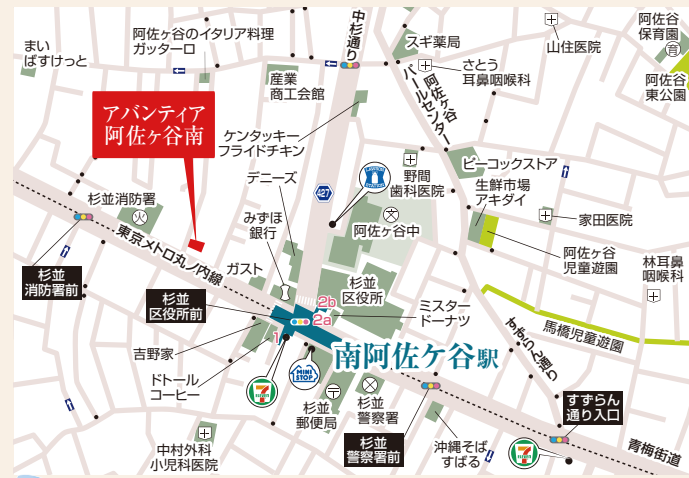 まい
ばすけっと
阿佐ヶ谷のイタリア料理
ガッターロ
産業
商工会館
中杉通り
スギ薬局
さとう
耳鼻咽喉科
山住医院
阿佐谷
保育園
育
阿佐谷
東公園
阿佐ヶ谷
パールセンター
アバンティア
阿佐ヶ谷南
ケンタッキー
フライドチキン
デニーズ
427
LAWSON
STATION
野間
歯科医院
ピーコックストア
生鮮市場
アキダイ
家田医院
杉並消防署
火
みずほ
銀行
文
阿佐ケ谷中
阿佐ヶ谷
児童遊園
林耳鼻
咽喉科
東京メトロ丸ノ内線
杉並
消防署前
ガスト
杉並
区役所
杉並
区役所前
2b
2a
1
ミスター
ドーナツ
馬橋児童遊園
すずらん通り
南阿佐ケ谷駅
吉野家
ドトール
コーヒー
7
ELEVEN
MINI
STOP
杉並
郵便局
杉並
警察署
杉並
警察署前
すずらん
通り入口
中村外科
小児科医院
沖縄そば
すばる
7
ELEVEN
青梅街道